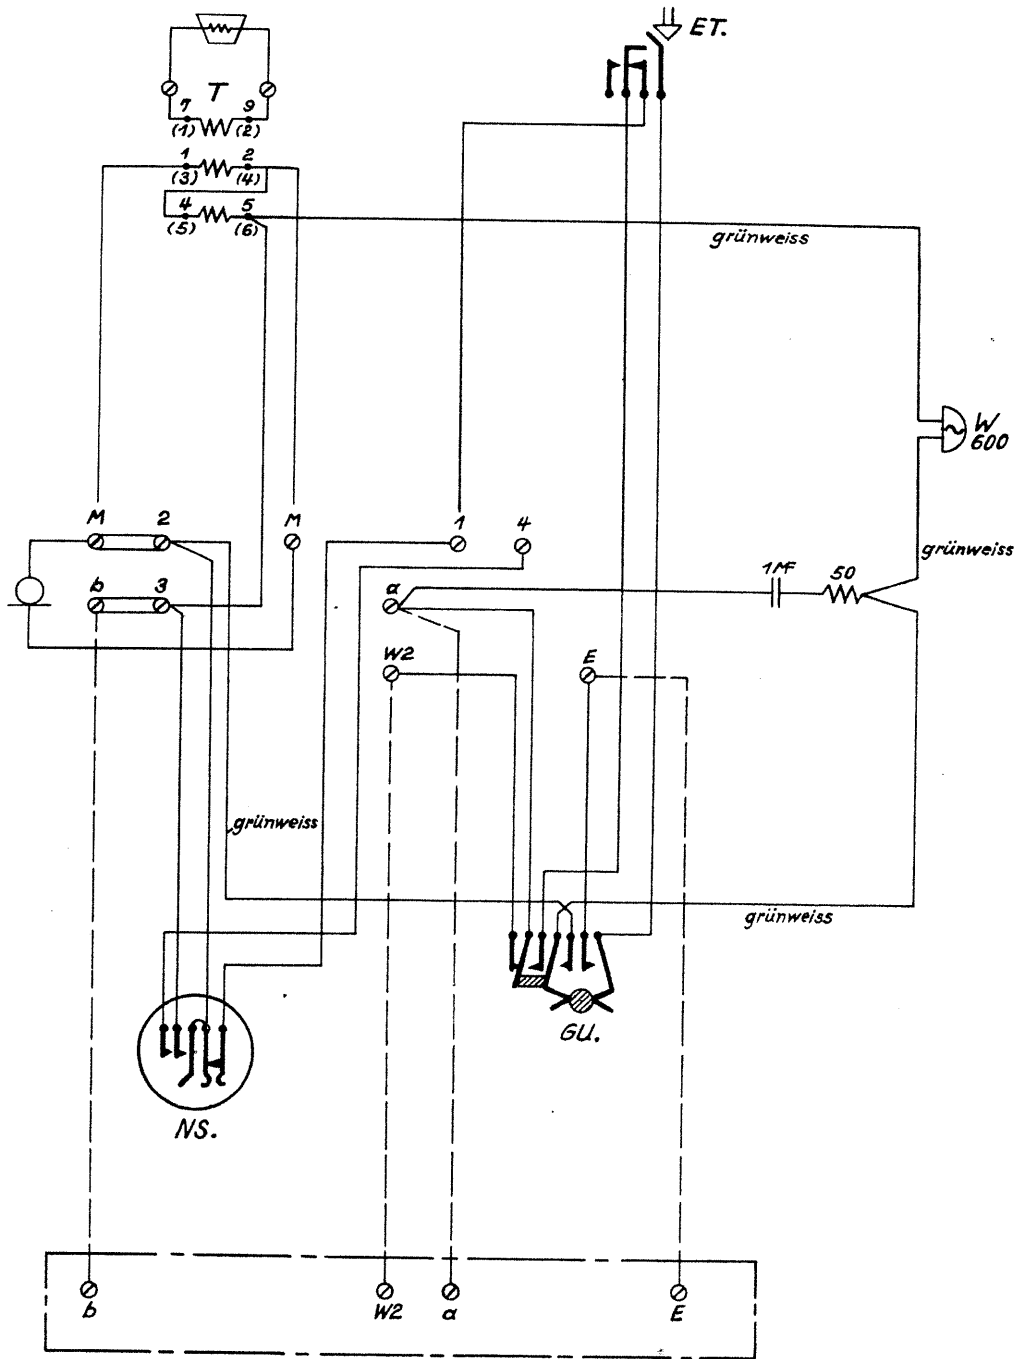 ET.
T
7 9
(1) (2)
1 2
(3) (4)
4 5
(5) (6)
grünweiss
W
600
M 2 M 1 4
grünweiss
b 3
a
1MF 50
W2 E
grünweiss
grünweiss
GU.
NS.
b W2 a E